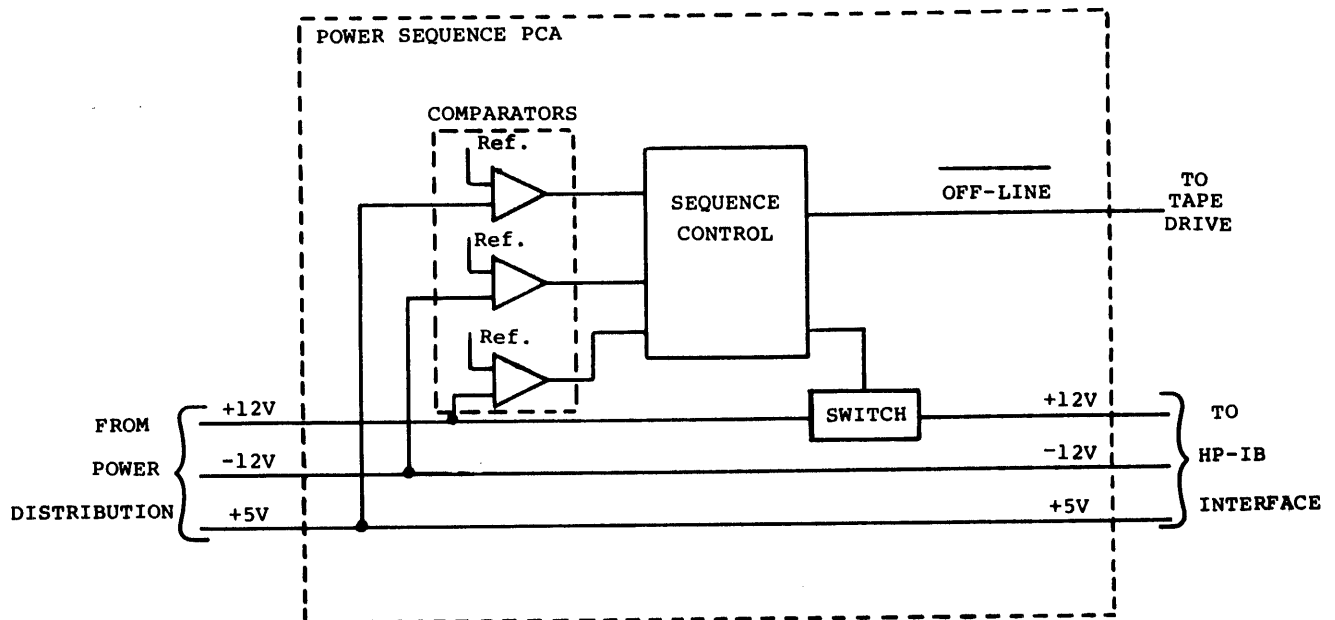 POWER SEQUENCE PCA
COMPARATORS
Ref.
Ref.
Ref.
SEQUENCE
CONTROL
OFF-LINE
TO
TAPE
DRIVE
SWITCH
FROM
POWER
DISTRIBUTION
+12V
-12V
+5V
+12V
-12V
+5V
TO
HP-IB
INTERFACE